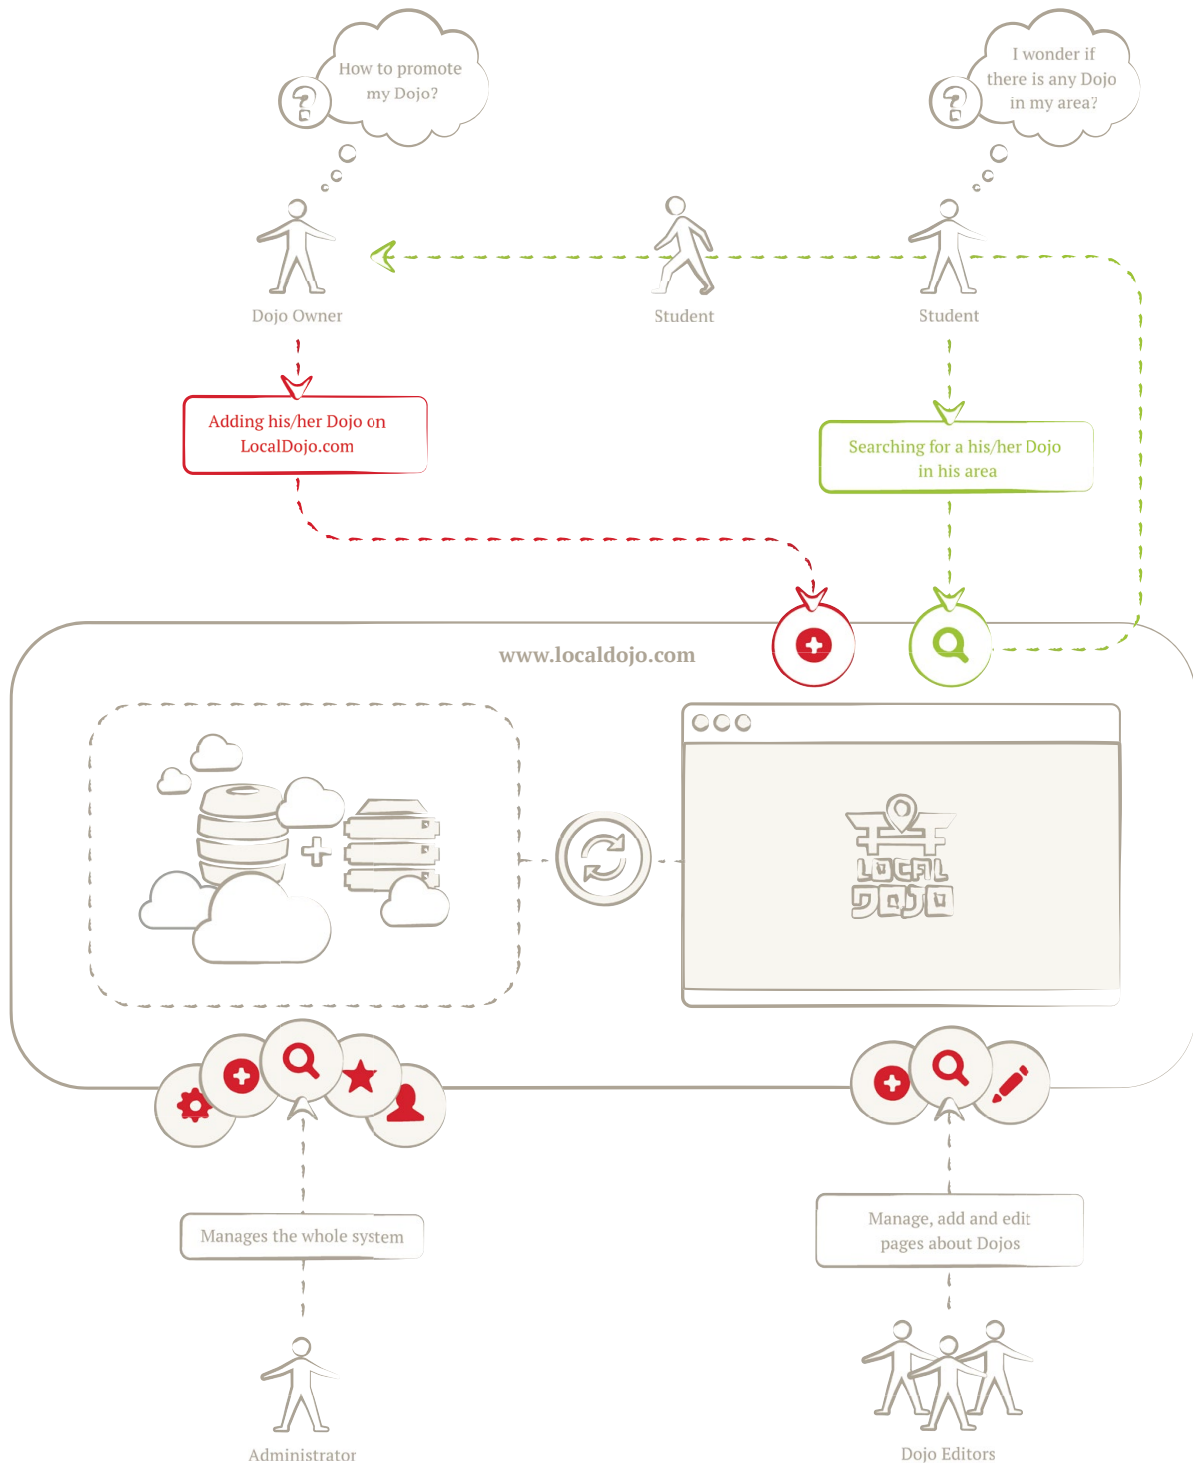 How to promote
my Dojo?
I wonder if
there is any Dojo
in my area?
?
?
Dojo Owner
Student
Student
Adding his/her Dojo on
LocalDojo.com
Searching for a his/her Dojo
in his area
www.localdojo.com
LOCAL
DOJO
Manages the whole system
Manage, add and edit
pages about Dojos
Administrator
Dojo Editors